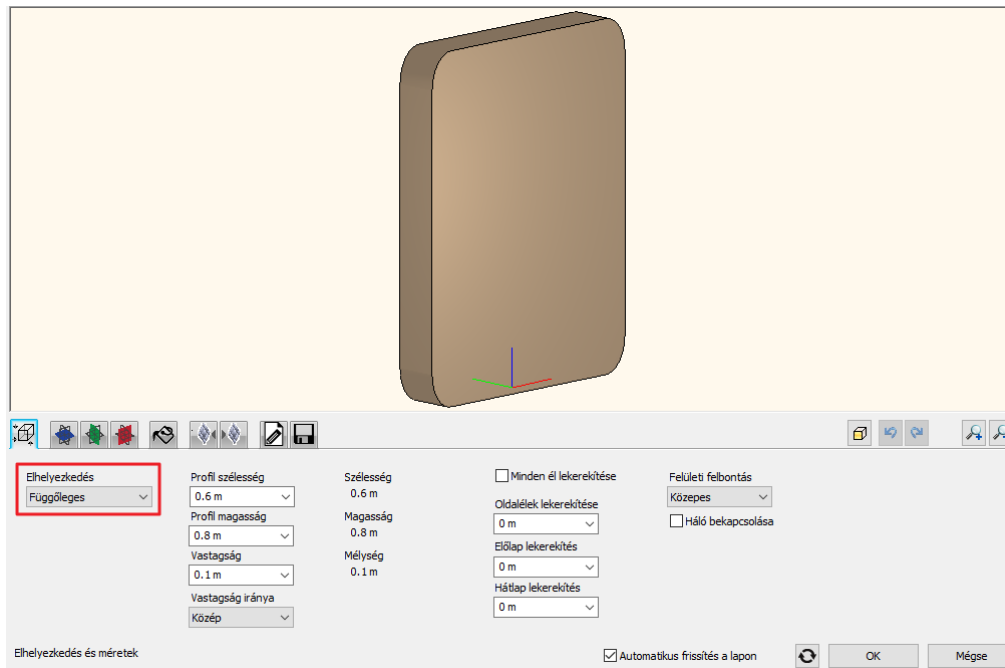 Elhelyezkedés
Függőleges
Profil szélesség
0.6 m
Profil magasság
0.8 m
Vastagság
0.1 m
Vastagság iránya
Közép
Szélesség
0.6 m
Magasság
0.8 m
Mélység
0.1 m
Minden él lekerekítése
Oldalélek lekerekítése
0 m
Előlap lekerekítés
0 m
Hátlap lekerekítés
0 m
Felületi felbontás
Közepes
Háló bekapcsolása
Elhelyezkedés és méretek
Automatikus frissítés a lapon
OK
Mégse